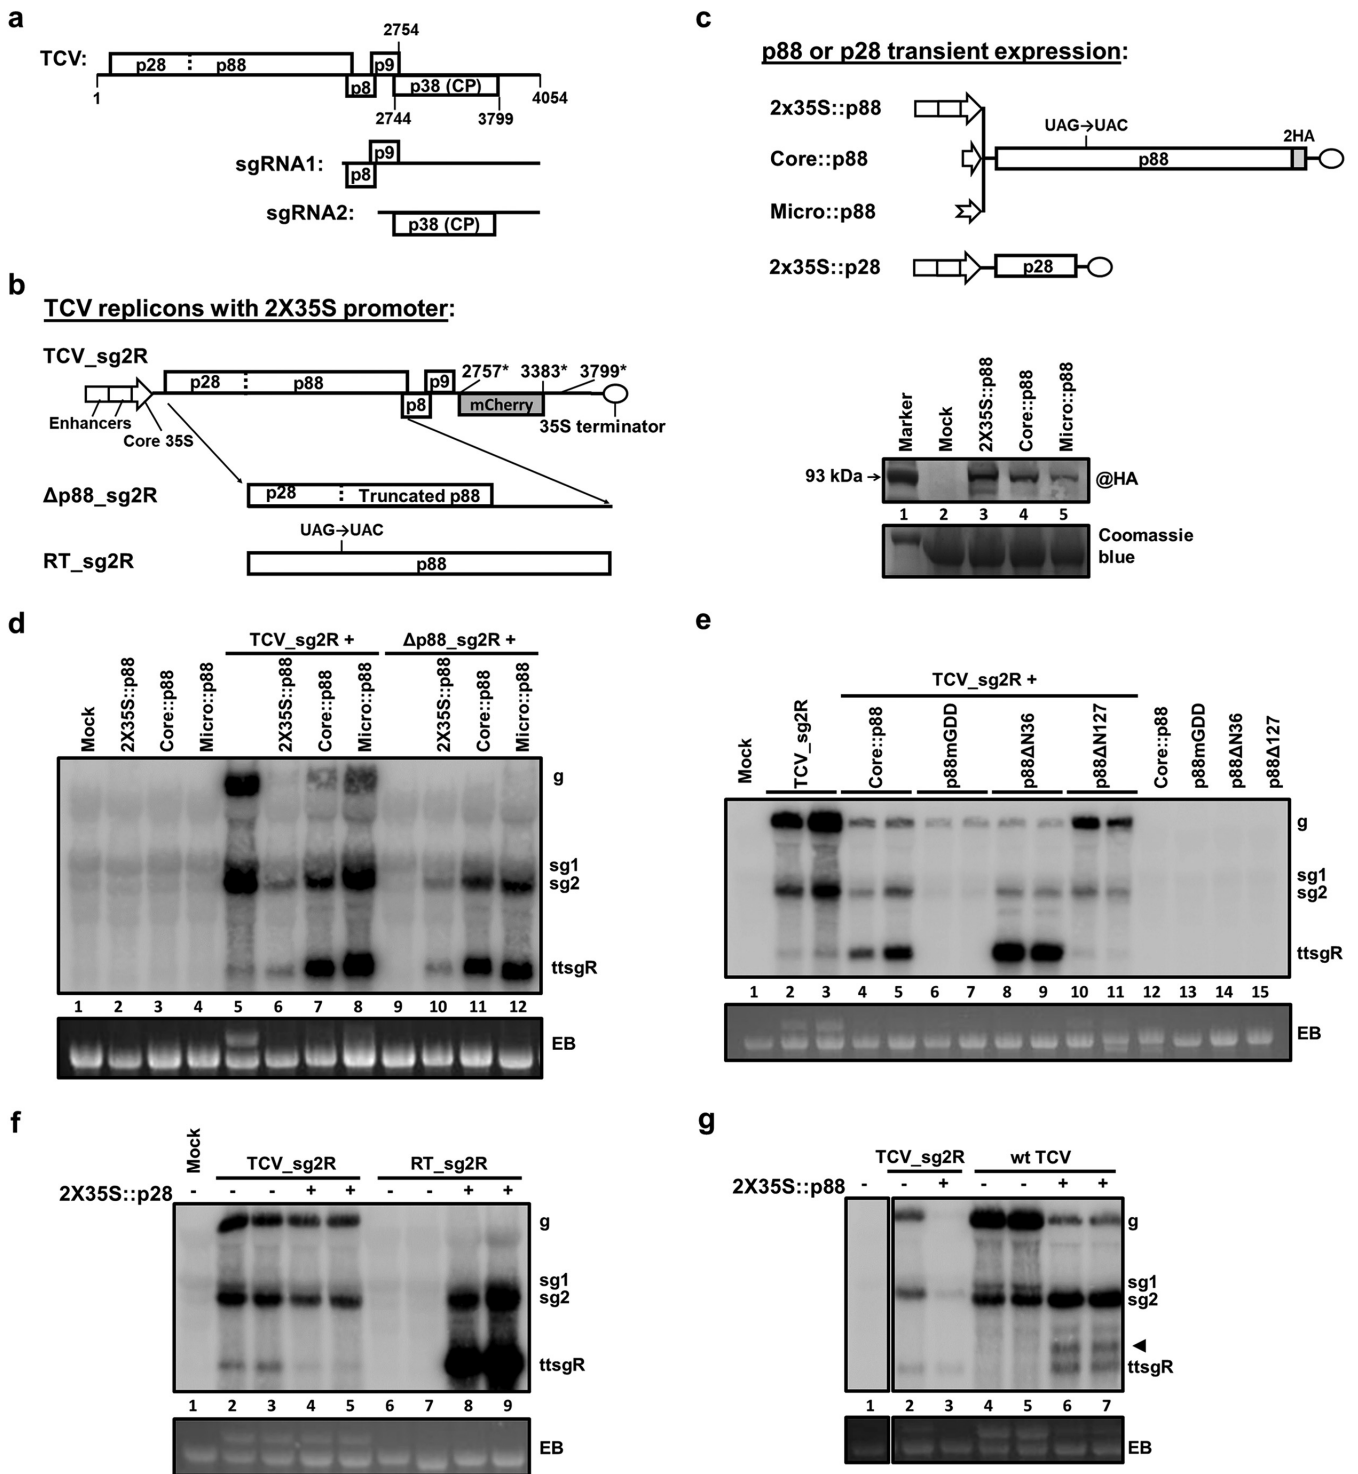 a
TCV:
p28
p88
p8
p9
2754
p38 (CP)
1
2744
3799
4054
sgRNA1:
p9
p8
sgRNA2:
p38 (CP)
b
TCV replicons with 2X35S promoter:
TCV_sg2R
p28
p88
p9
p8
2757*
3383*
3799*
mCherry
Enhancers
Core 35S
35S terminator
Δp88_sg2R
p28
Truncated p88
UAG→UAC
RT_sg2R
p88
c
p88 or p28 transient expression:
2x35S::p88
Core::p88
Micro::p88
UAG→UAC
2HA
p88
2x35S::p28
p28
Marker
Mock
2X35S::p88
Core::p88
Micro::p88
93 kDa→
@HA
1 2 3 4 5
Coomassie
blue
d
TCV_sg2R +
Δp88_sg2R +
Mock
2X35S::p88
Core::p88
Micro::p88
2X35S::p88
Core::p88
Micro::p88
2X35S::p88
Core::p88
Micro::p88
g
sg1
sg2
ttsgR
1 2 3 4 5 6 7 8 9 10 11 12
EB
e
TCV_sg2R +
Mock
TCV_sg2R
Core::p88
p88mGDD
p88ΔN36
p88ΔN127
Core::p88
p88mGDD
p88ΔN36
p88Δ127
g
sg1
sg2
ttsgR
1 2 3 4 5 6 7 8 9 10 11 12 13 14 15
EB
f
Mock
TCV_sg2R
RT_sg2R
2X35S::p28 - - - + + - - + +
g
sg1
sg2
ttsgR
1 2 3 4 5 6 7 8 9
EB
g
TCV_sg2R
wt TCV
2X35S::p88 - - + - - + +
g
sg1
sg2
ttsgR
1 2 3 4 5 6 7
EB